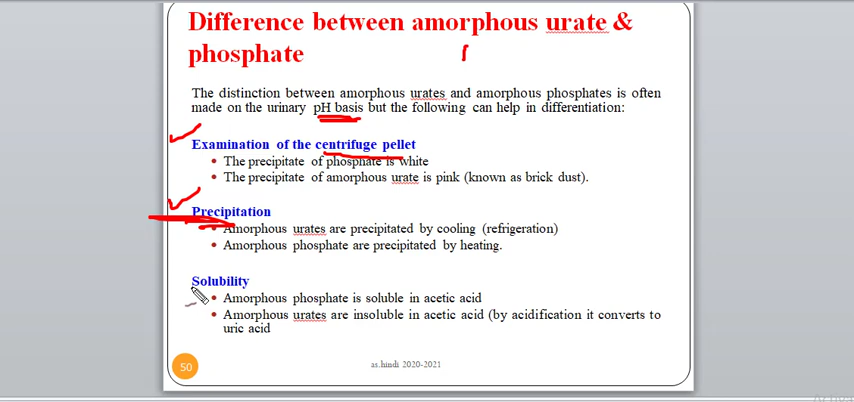 Difference between amorphous urate &
phosphate
The distinction between amorphous urates and amorphous phosphates is often
made on the urinary pH basis but the following can help in differentiation:
Examination of the centrifuge pellet
• The precipitate of phosphate is white
• The precipitate of amorphous urate is pink (known as brick dust).
Precipitation
• Amorphous urates are precipitated by cooling (refrigeration)
• Amorphous phosphate are precipitated by heating.
Solubility
• Amorphous phosphate is soluble in acetic acid
• Amorphous urates are insoluble in acetic acid (by acidification it converts to
uric acid
50
as.hindi 2020-2021